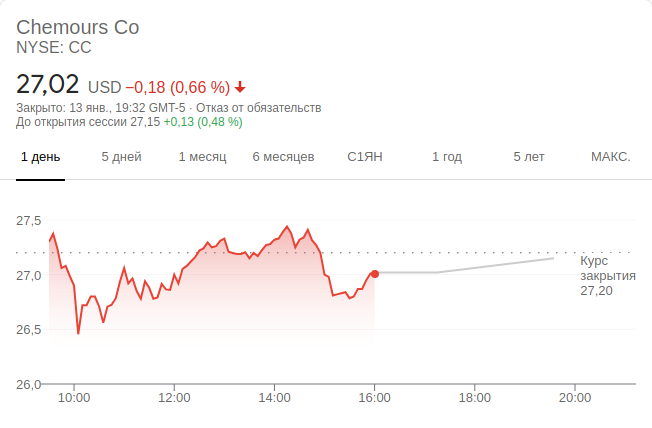 Chemours Co
NYSE: CC
27,02 USD −0,18 (0,66 %)
Закрыто: 13 янв., 19:32 GMT-5 · Отказ от обязательств
До открытия сессии 27,15 +0,13 (0,48 %)
1 день 5 дней 1 месяц 6 месяцев С1ЯН 1 год 5 лет МАКС.
27,5
Курс
закрытия
27,20
27,0
26,5
26,0
10:00 12:00 14:00 16:00 18:00 20:00